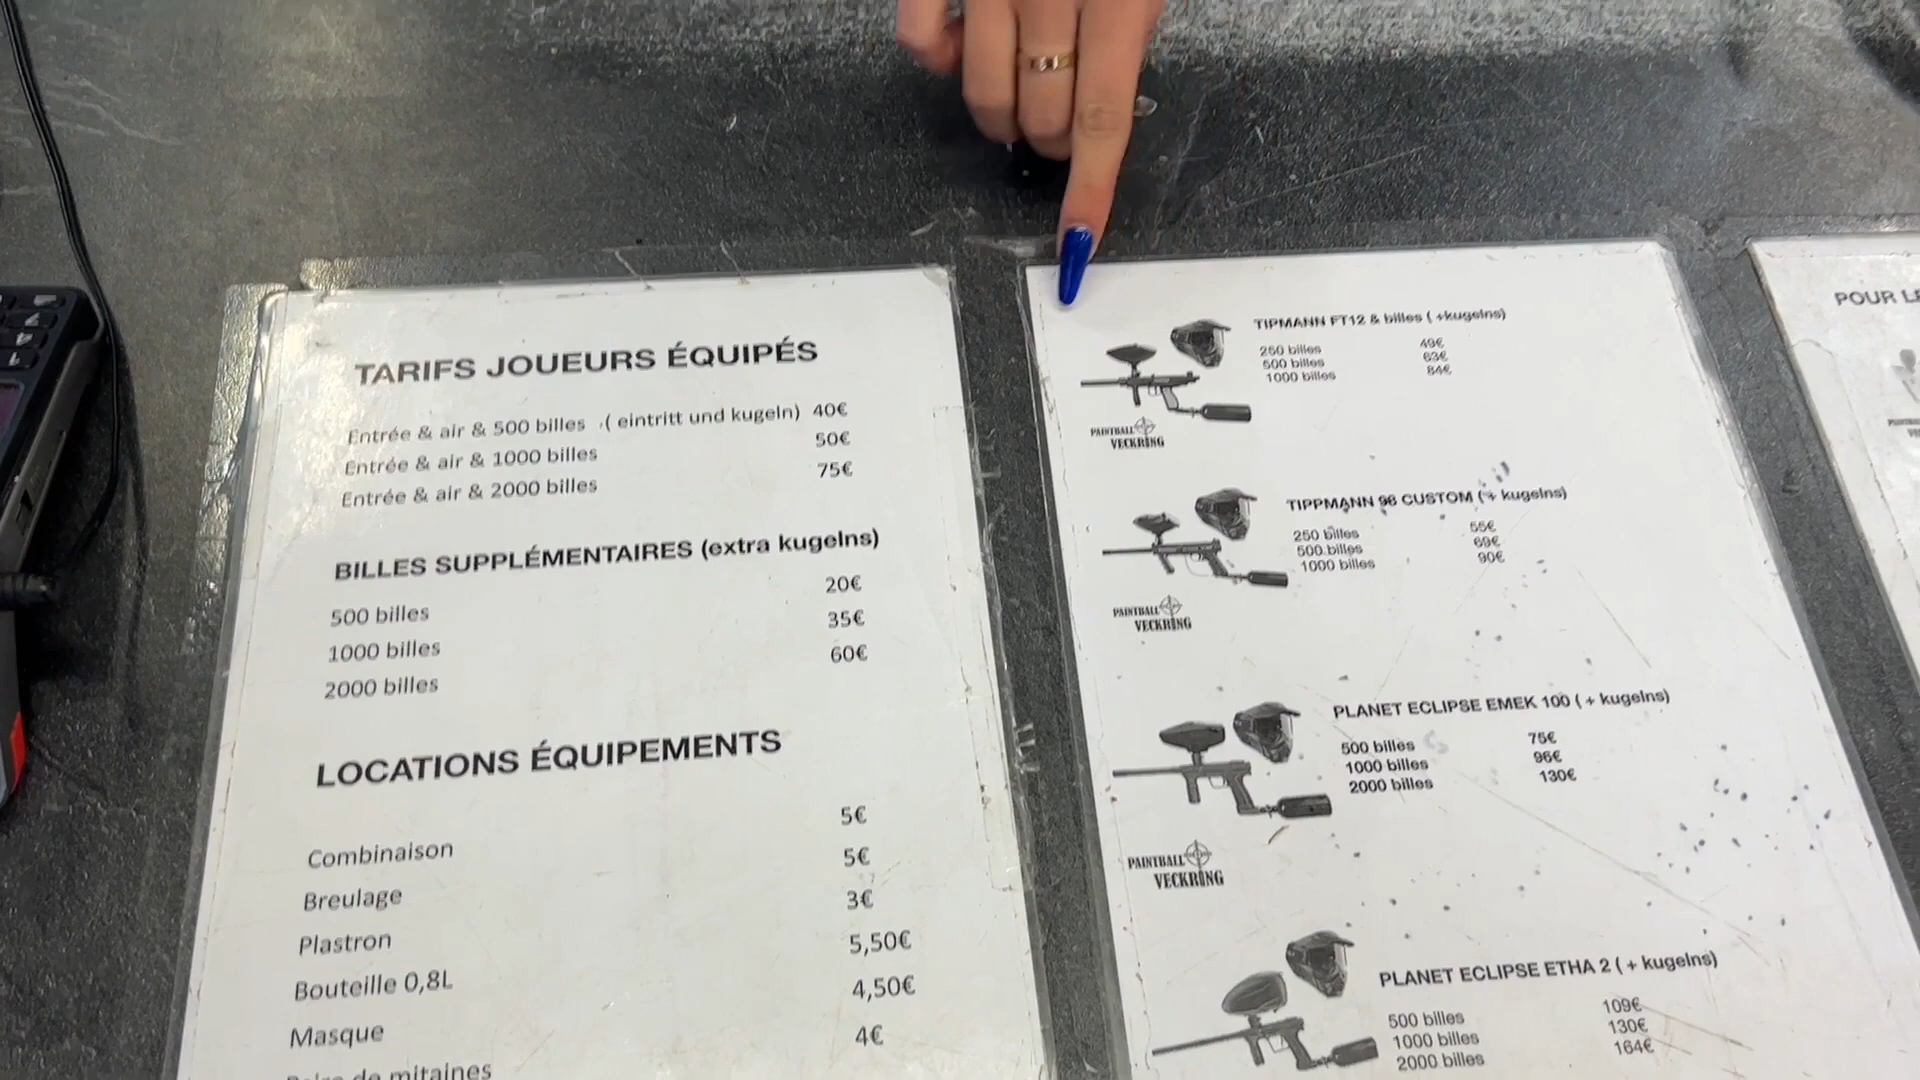 TARIFS JOUEURS ÉQUIPÉS
Entrée & air & 500 billes ( eintritt und kugeln) 40€
Entrée & air & 1000 billes 50€
Entrée & air & 2000 billes 75€
BILLES SUPPLÉMENTAIRES (extra kugelns)
500 billes 20€
1000 billes 35€
2000 billes 60€
LOCATIONS ÉQUIPEMENTS
Combinaison 5€
Breulage 5€
Plastron 3€
Bouteille 0,8L 5,50€
Masque 4,50€
Paire de mitaines 4€
TIPMANN FT12 & billes ( +kugelns)
250 billes 49€
500 billes 63€
1000 billes 84€
PAINTBALL
VECKRING
TIPPMANN 98 CUSTOM (+ kugelns)
250 billes 55€
500 billes 69€
1000 billes 90€
PAINTBALL
VECKRING
PLANET ECLIPSE EMEK 100 ( + kugelns)
500 billes 75€
1000 billes 96€
2000 billes 130€
PAINTBALL
VECKRING
PLANET ECLIPSE ETHA 2 ( + kugelns)
500 billes 109€
1000 billes 130€
2000 billes 164€
POUR